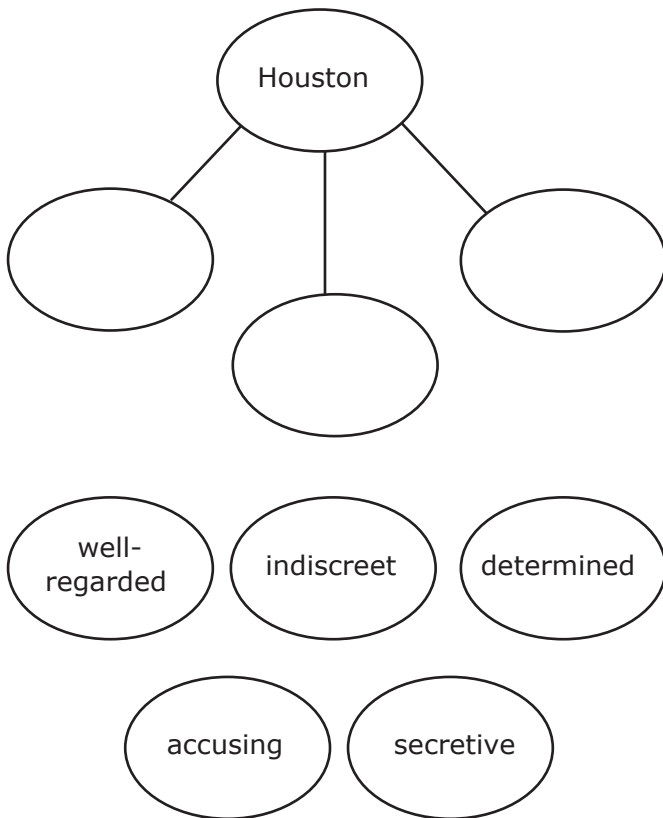 Houston
well-
regarded
indiscreet
determined
accusing
secretive